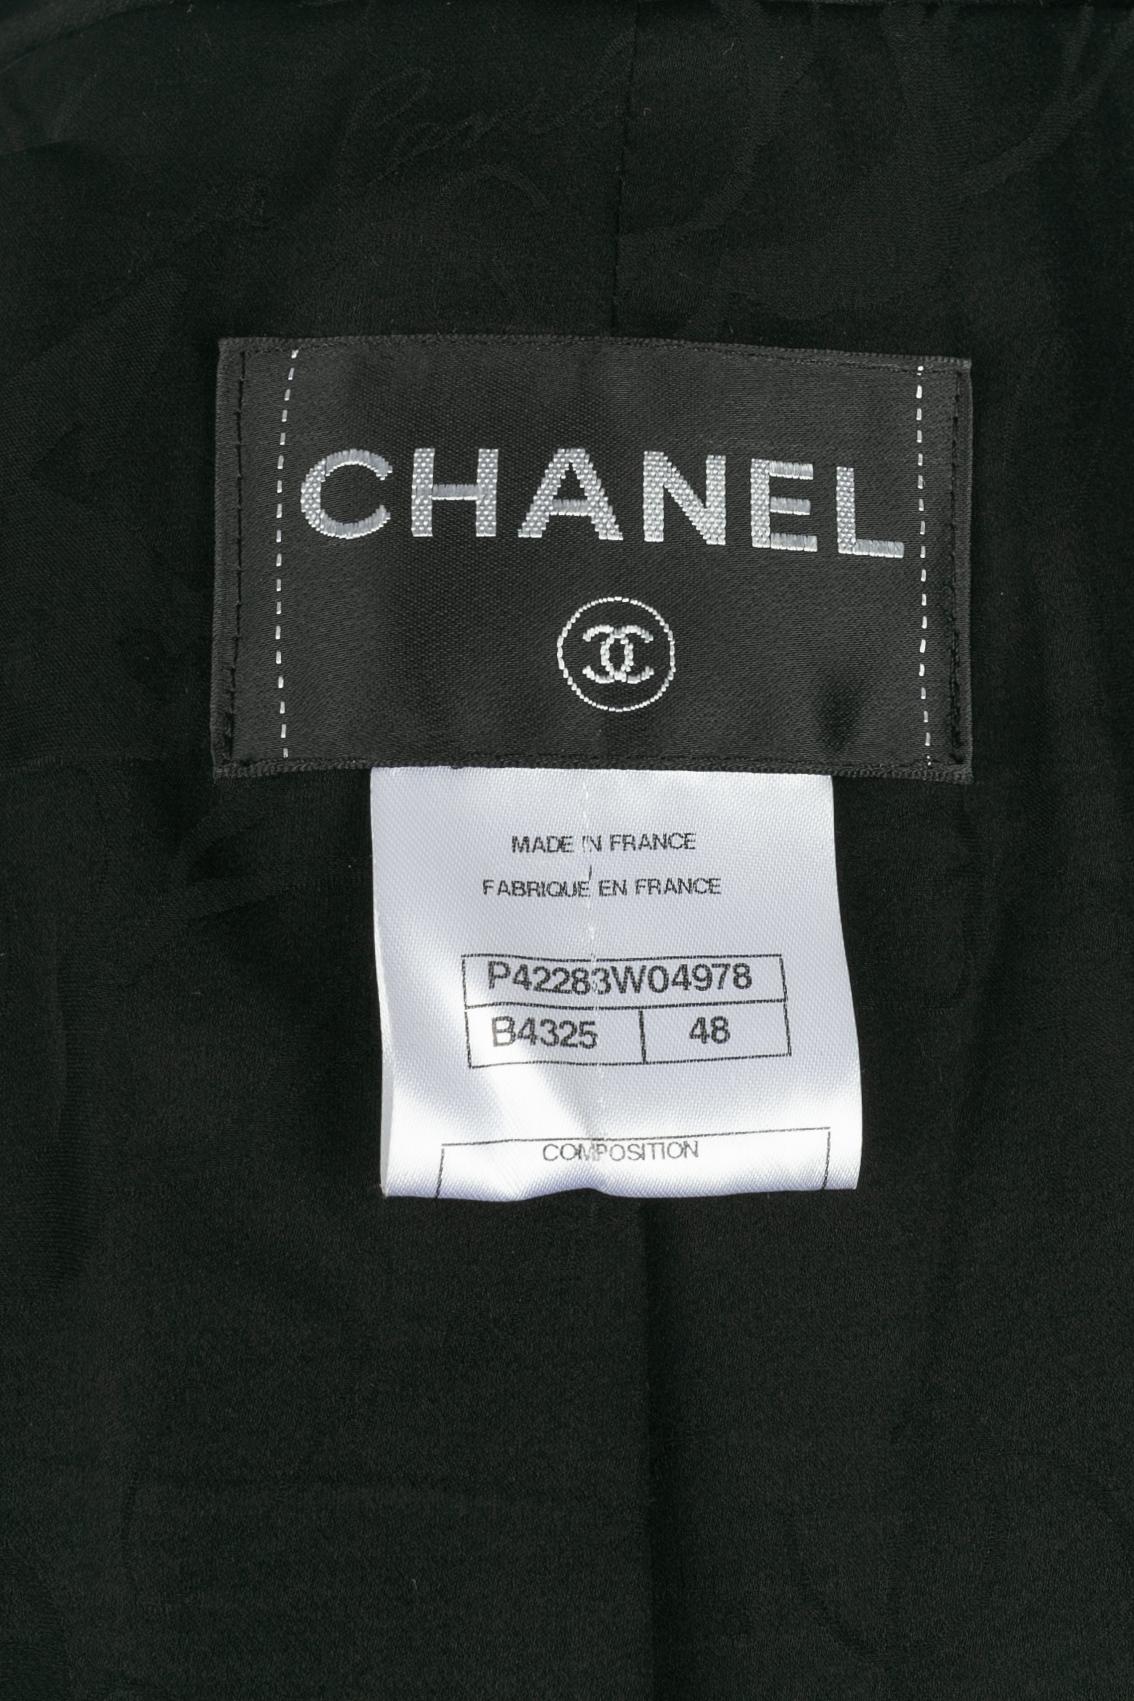 CHANEL
MADE IN FRANCE
FABRIQUE EN FRANCE
P42283W04978
B4325 48
COMPOSITION